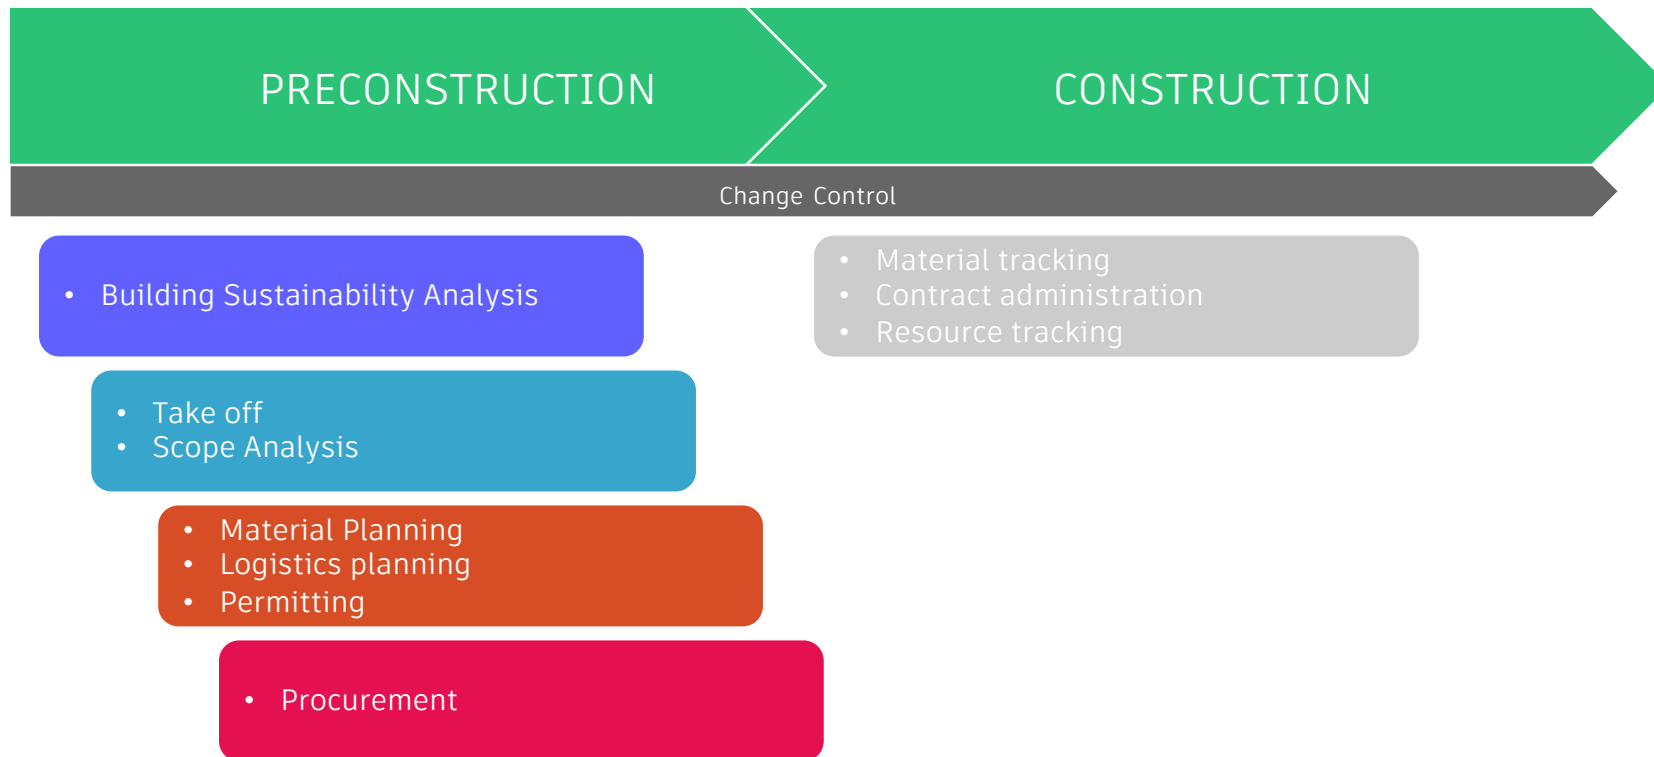 PRECONSTRUCTION
CONSTRUCTION
Change Control
• Building Sustainability Analysis
• Material tracking
• Contract administration
• Resource tracking
• Take off
• Scope Analysis
• Material Planning
• Logistics planning
• Permitting
• Procurement